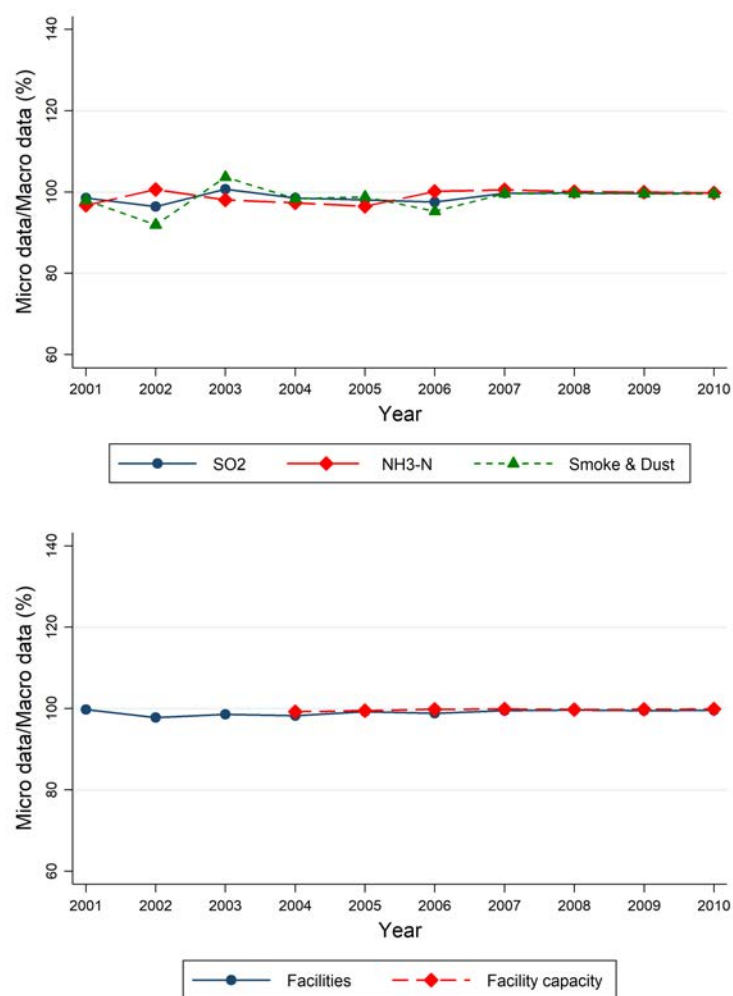 Micro data/Macro data (%)
140
120
100
80
60
2001 2002 2003 2004 2005 2006 2007 2008 2009 2010
Year
SO2 NH3-N Smoke & Dust
Micro data/Macro data (%)
140
120
100
80
60
2001 2002 2003 2004 2005 2006 2007 2008 2009 2010
Year
Facilities Facility capacity